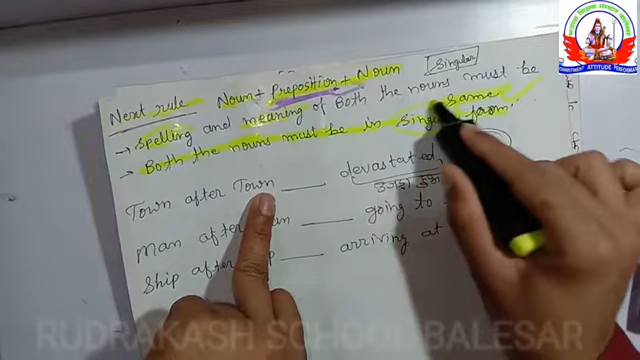 Singular
Next rule Noun + Preposition + Noun
→ Spelling and meaning of Both the nouns must be same
→ Both the nouns must be in Singular form.
Town after Town ____ devastated,
Man after ____ going to
Ship after ____ arriving at
RUDRAKASH SCHOOL BALESAR